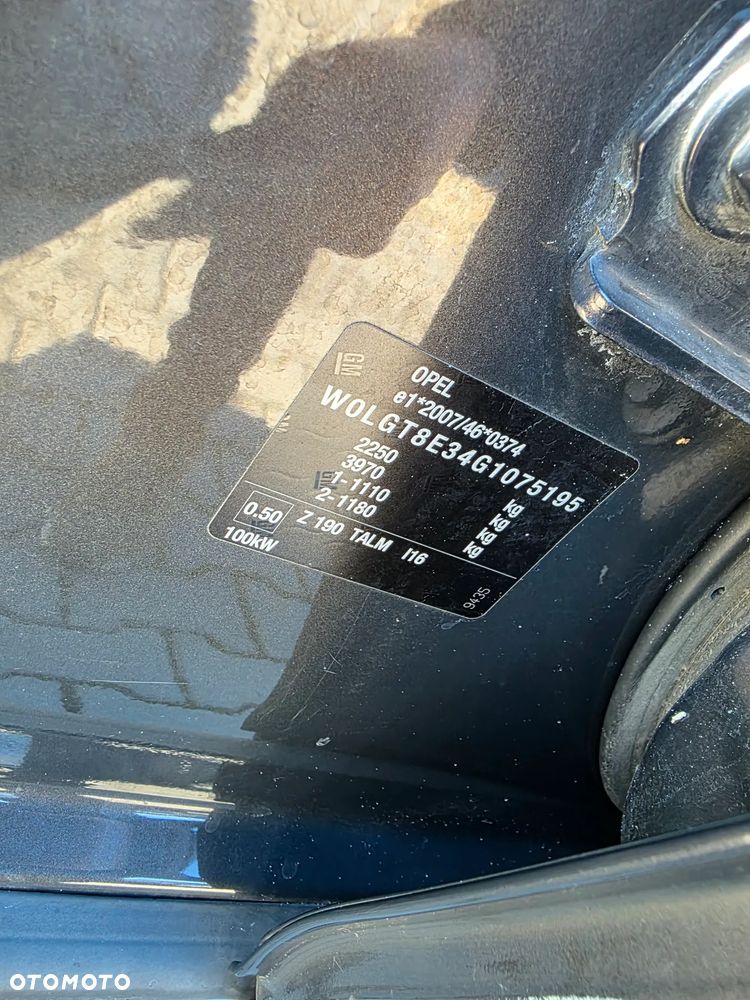 GM
OPEL
e1*2007/46*0374
W0LGT8E34G1075195
2250 kg
3970 kg
1-1110 kg
2-1180 kg
0.50 Z 190 TALM I16
100kW
9435
OTOMOTO